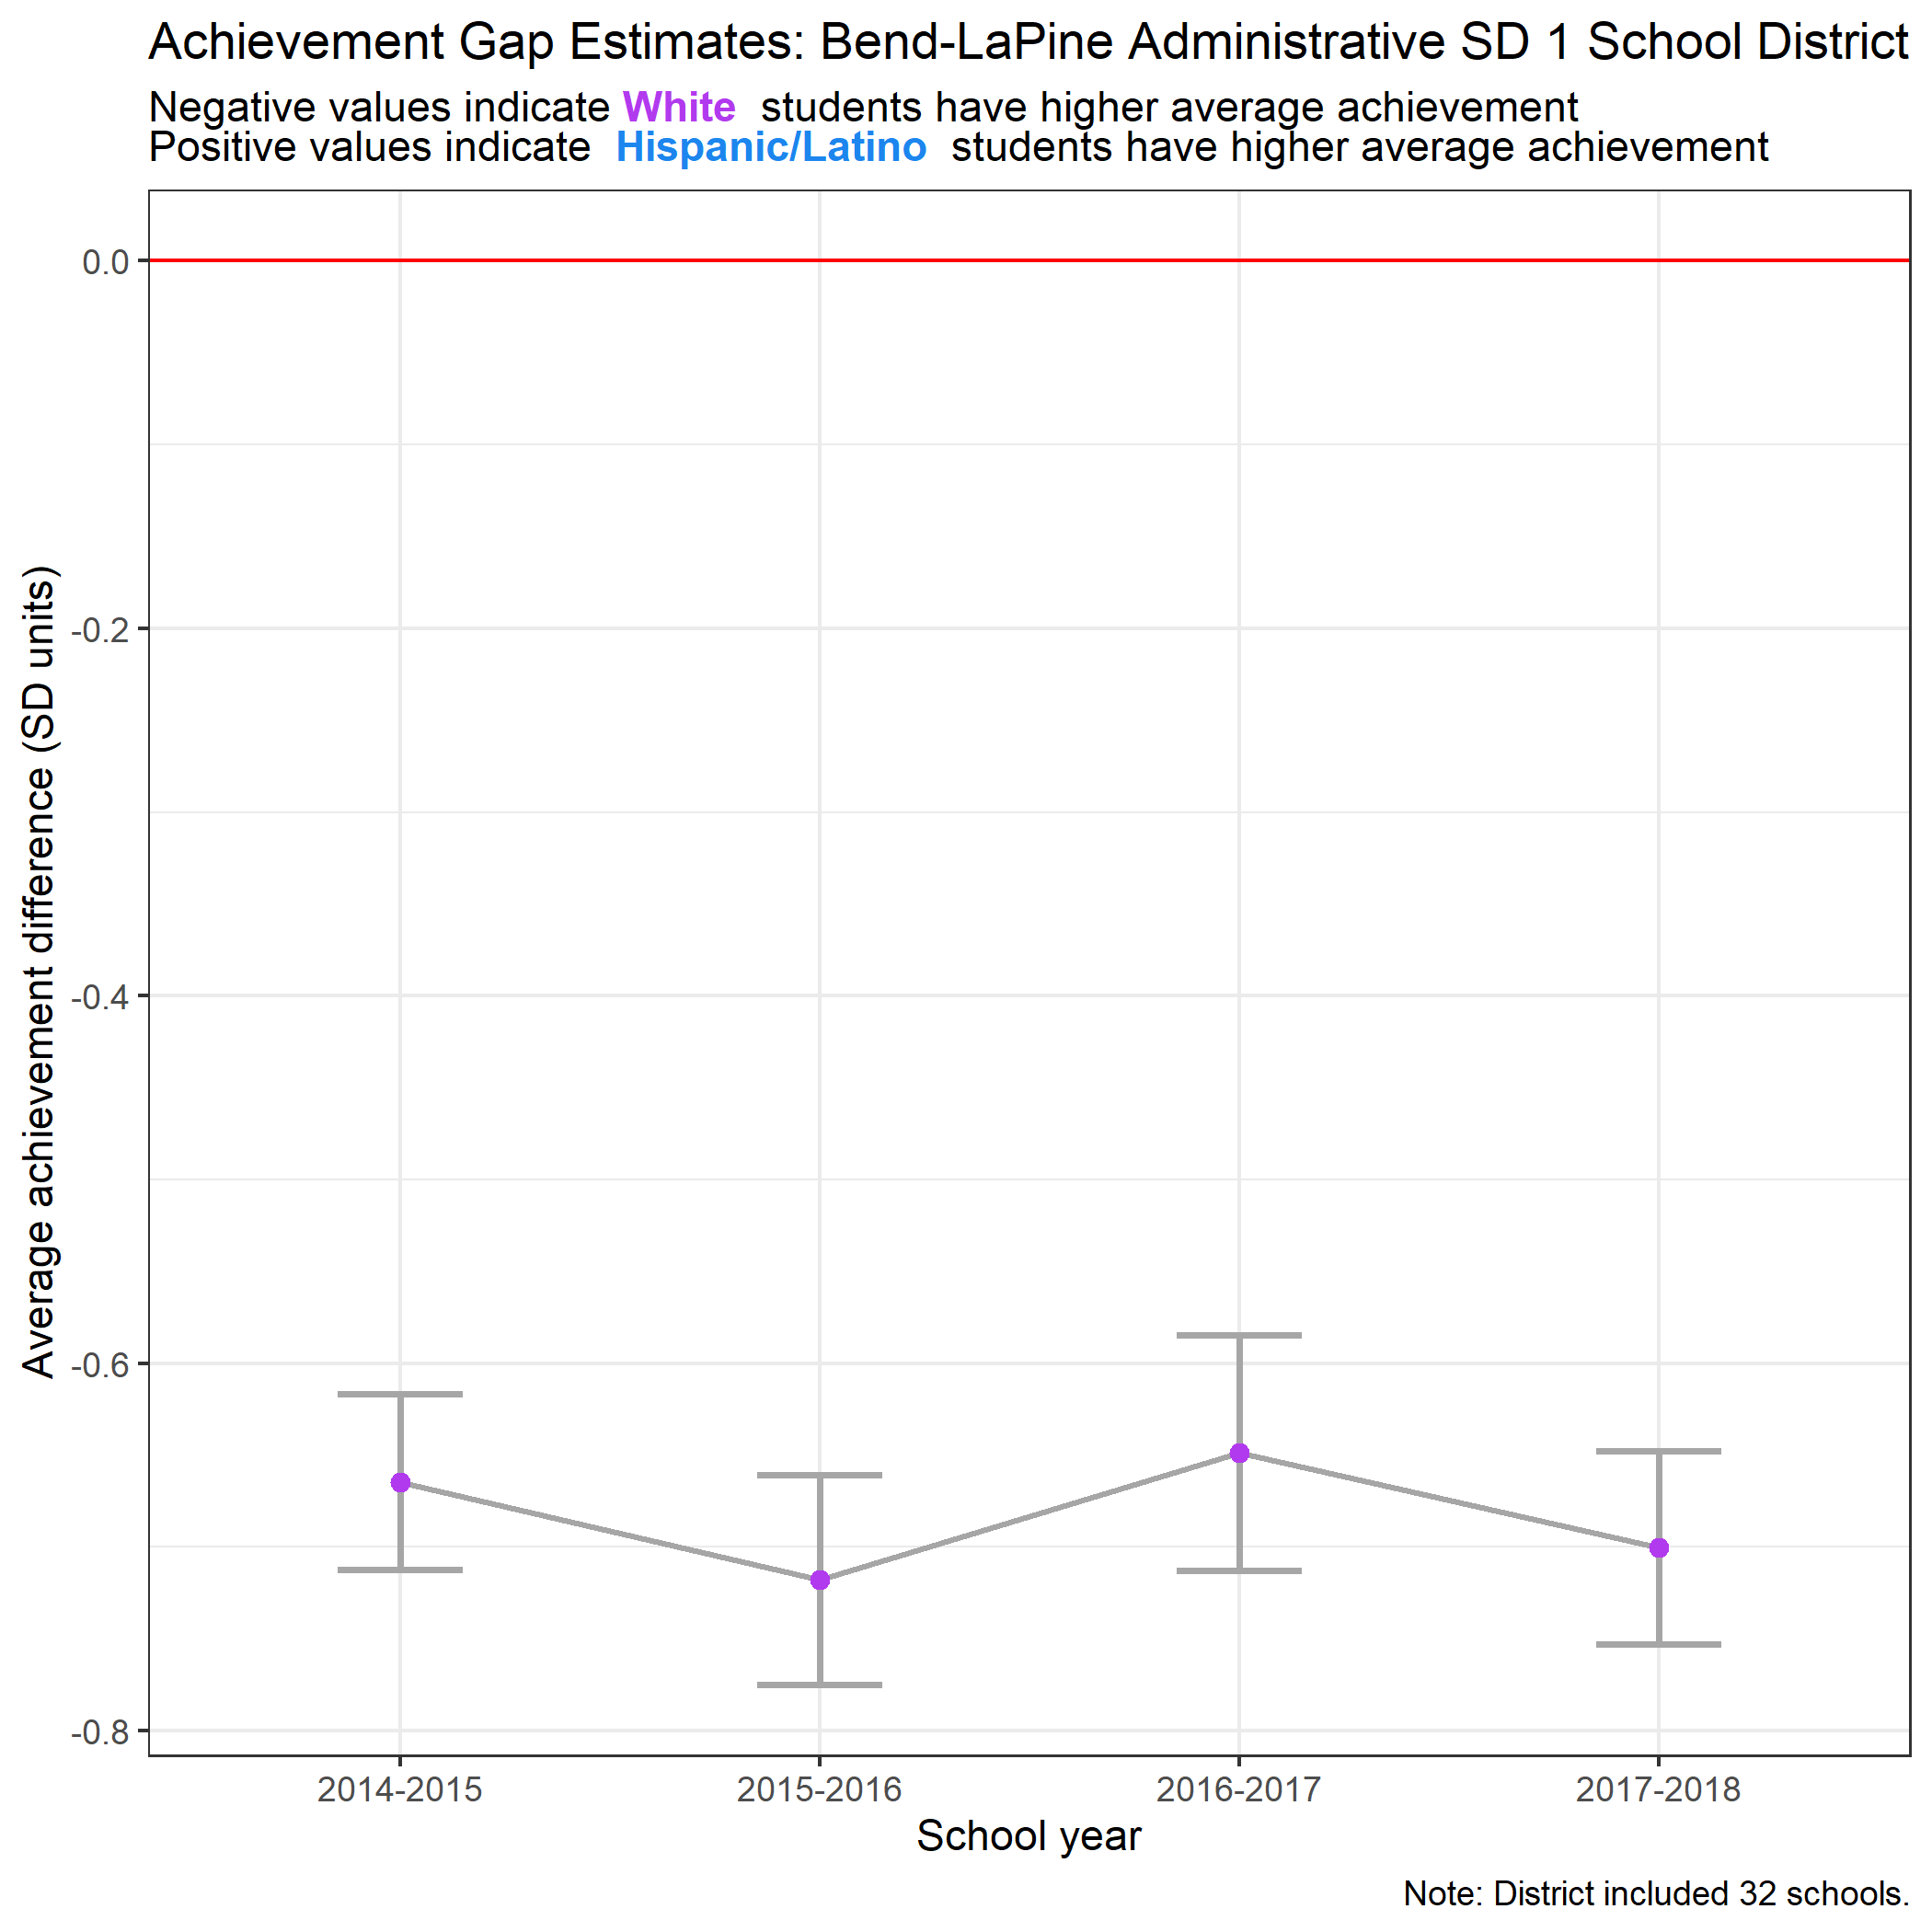 Achievement Gap Estimates: Bend-LaPine Administrative SD 1 School District
Negative values indicate White students have higher average achievement
Positive values indicate Hispanic/Latino students have higher average achievement
Average achievement difference (SD units)
0.0
-0.2
-0.4
-0.6
-0.8
2014-2015 2015-2016 2016-2017 2017-2018
School year
Note: District included 32 schools.